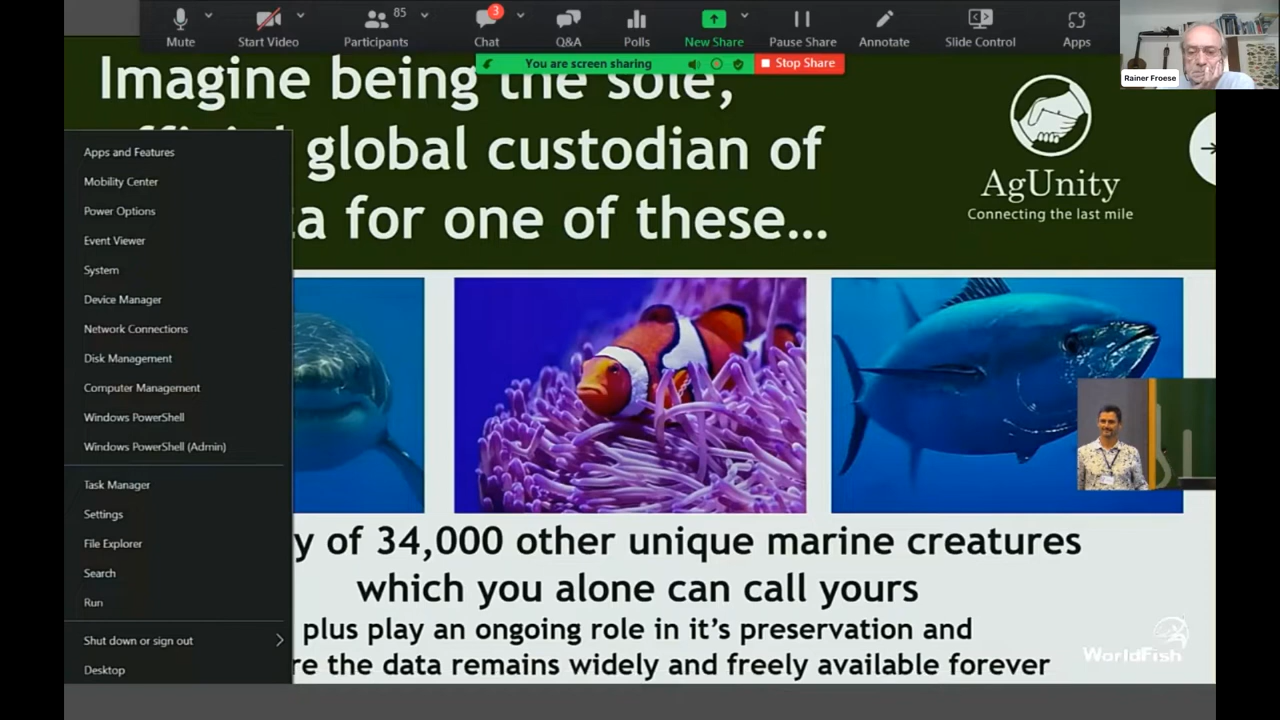 Mute
Start Video
85
Participants
3
Chat
Q&A
Polls
New Share
Pause Share
Annotate
Slide Control
Apps
You are screen sharing
Stop Share
Rainer Froese
Imagine being the sole,
global custodian of
a for one of these...
AgUnity
Connecting the last mile
Apps and Features
Mobility Center
Power Options
Event Viewer
System
Device Manager
Network Connections
Disk Management
Computer Management
Windows PowerShell
Windows PowerShell (Admin)
Task Manager
Settings
File Explorer
Search
Run
Shut down or sign out
Desktop
y of 34,000 other unique marine creatures
which you alone can call yours
plus play an ongoing role in it's preservation and
re the data remains widely and freely available forever
WorldFish